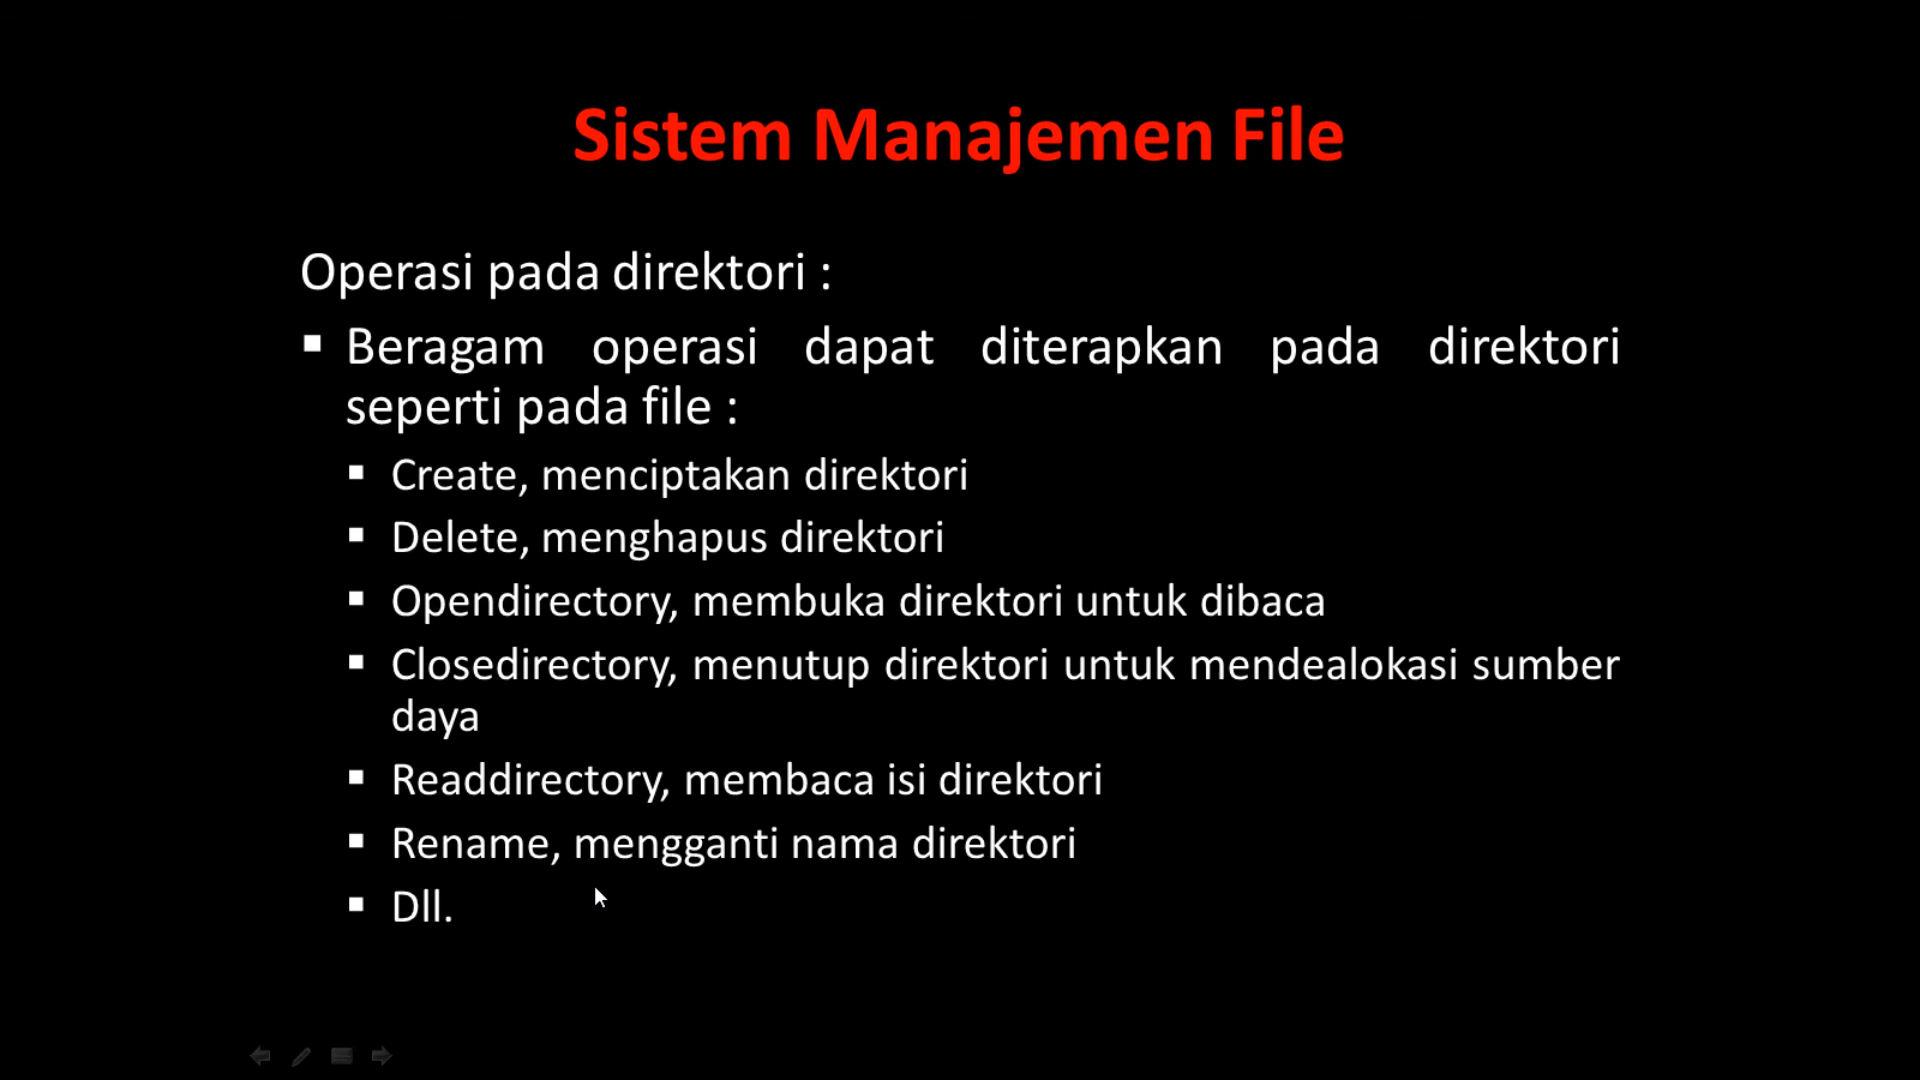 Sistem Manajemen File
Operasi pada direktori :
▪ Beragam operasi dapat diterapkan pada direktori
seperti pada file :
▪ Create, menciptakan direktori
▪ Delete, menghapus direktori
▪ Opendirectory, membuka direktori untuk dibaca
▪ Closedirectory, menutup direktori untuk mendealokasi sumber
daya
▪ Readdirectory, membaca isi direktori
▪ Rename, mengganti nama direktori
▪ Dll.